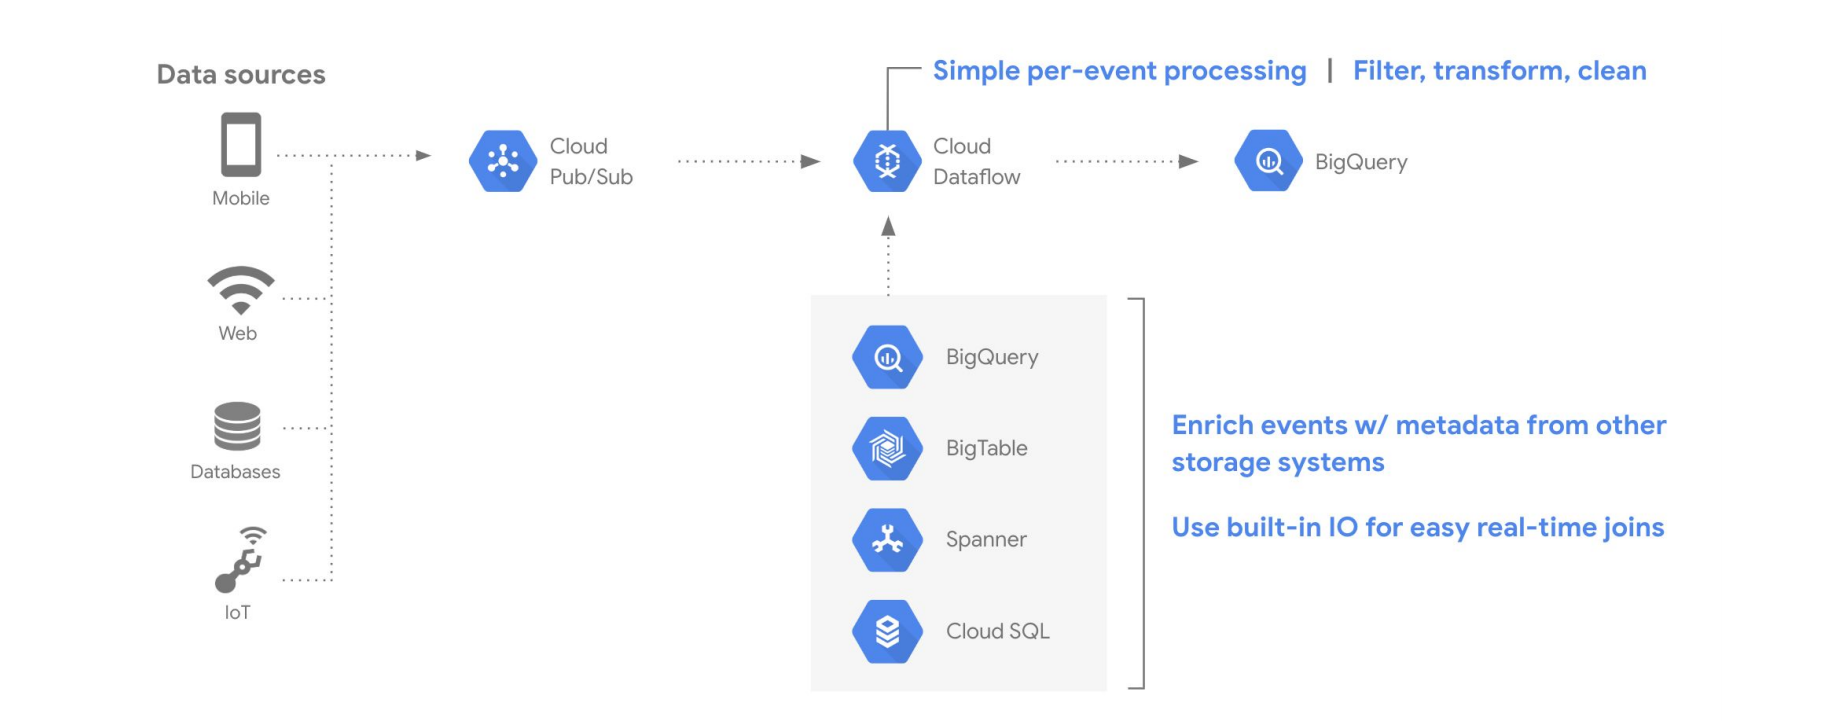 Data sources
Simple per-event processing | Filter, transform, clean
Mobile
Cloud
Pub/Sub
Cloud
Dataflow
BigQuery
Web
Databases
IoT
BigQuery
BigTable
Spanner
Cloud SQL
Enrich events w/ metadata from other
storage systems
Use built-in IO for easy real-time joins